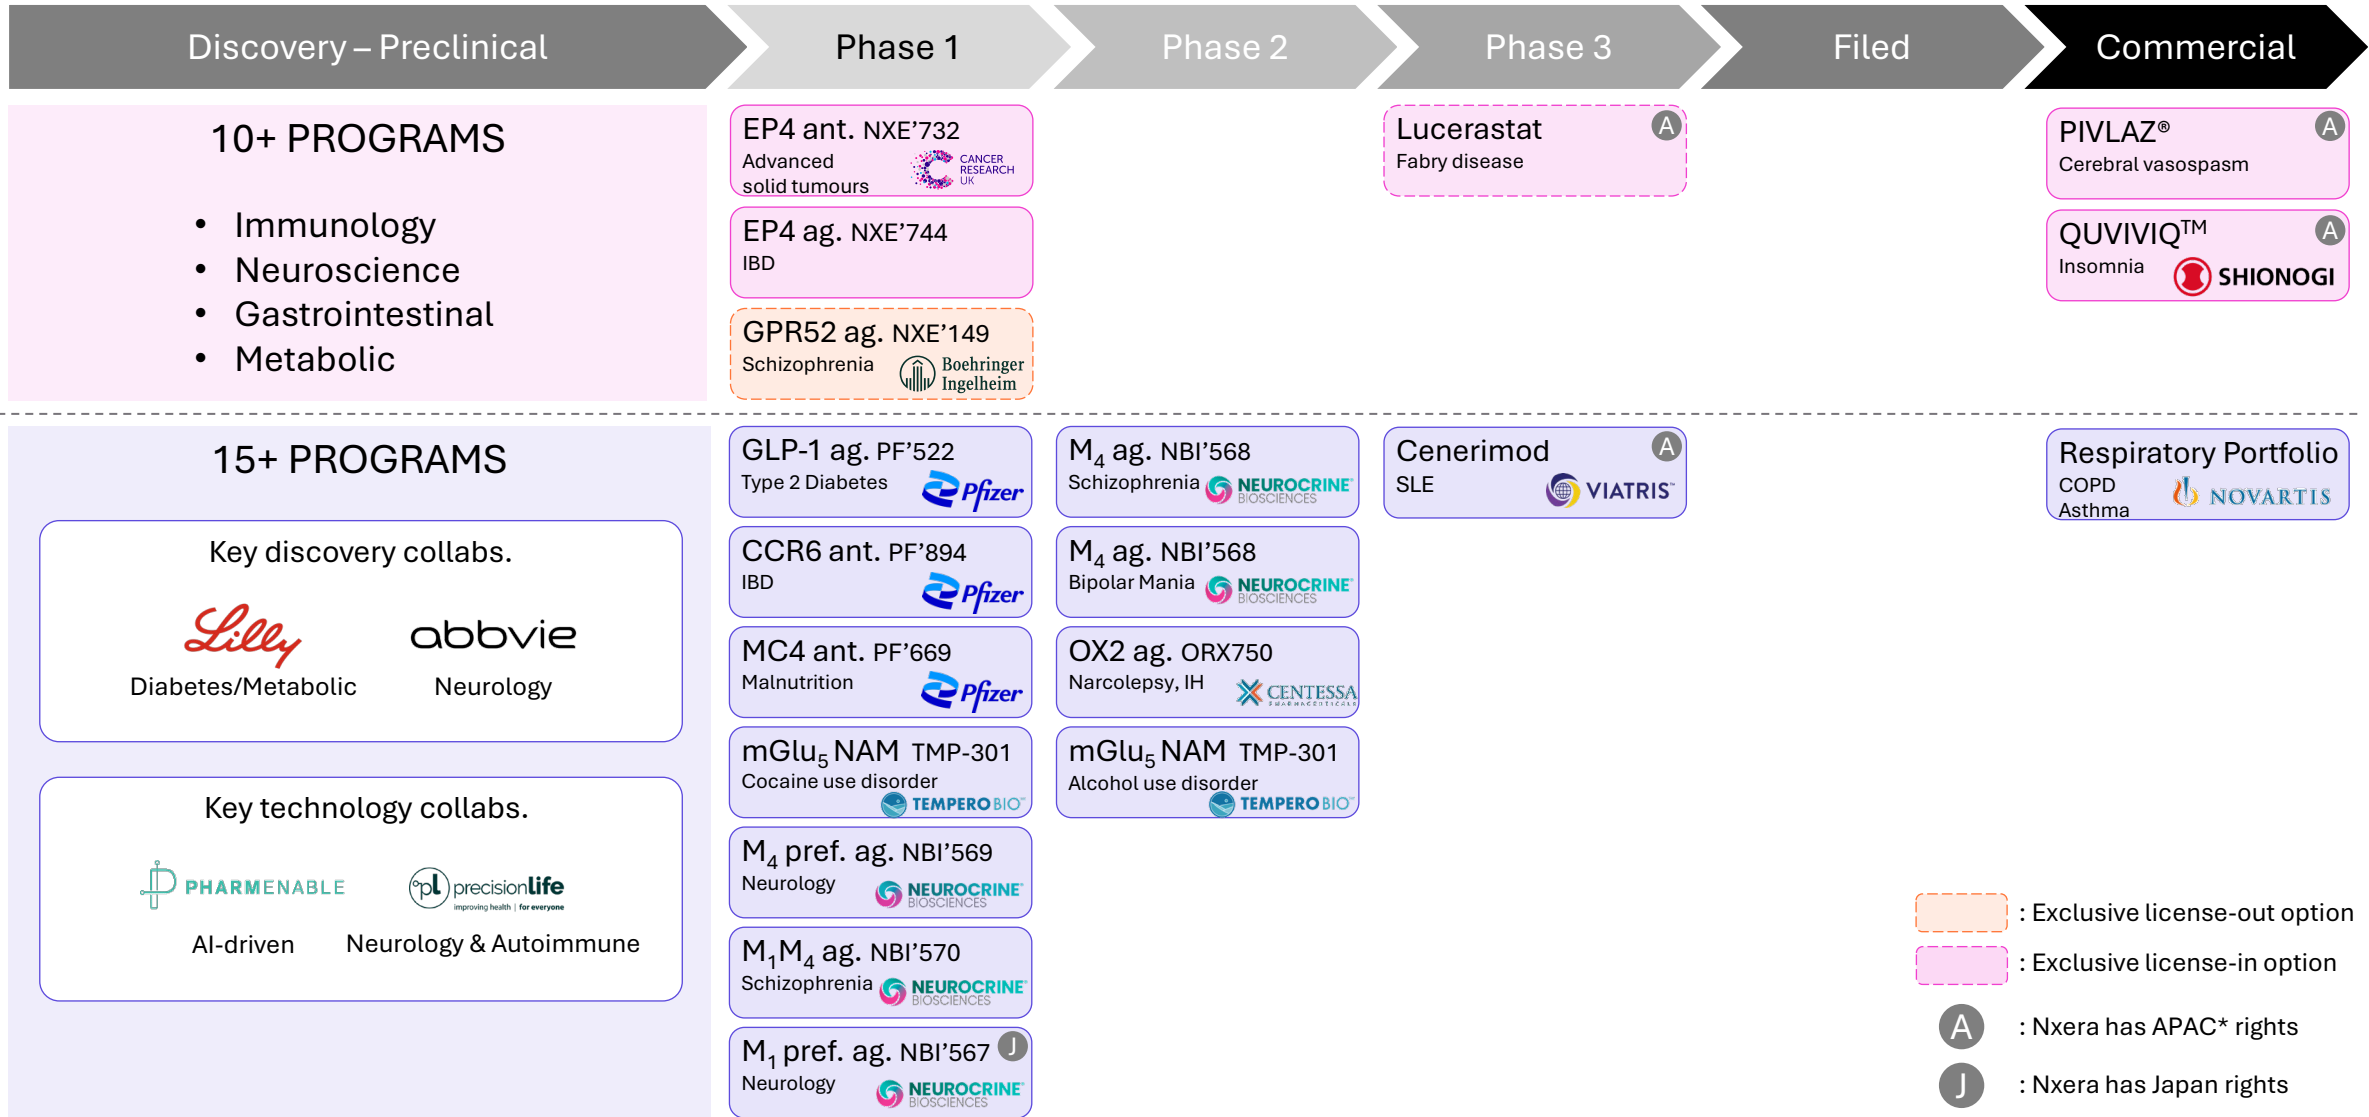 Discovery – Preclinical
Phase 1
Phase 2
Phase 3
Filed
Commercial
10+ PROGRAMS
• Immunology
• Neuroscience
• Gastrointestinal
• Metabolic
EP4 ant. NXE’732
Advanced
solid tumours
CANCER
RESEARCH
UK
EP4 ag. NXE’744
IBD
GPR52 ag. NXE’149
Schizophrenia
Boehringer
Ingelheim
Lucerastat
A
Fabry disease
PIVLAZ®
A
Cerebral vasospasm
QUVIVIQ™
A
Insomnia
SHIONOGI
15+ PROGRAMS
Key discovery collabs.
Lilly
abbvie
Diabetes/Metabolic
Neurology
Key technology collabs.
PHARMENABLE
°pl precisionlife
improving health | for everyone
AI-driven
Neurology & Autoimmune
GLP-1 ag. PF’522
Type 2 Diabetes
Pfizer
CCR6 ant. PF’894
IBD
Pfizer
MC4 ant. PF’669
Malnutrition
Pfizer
mGlu₅ NAM TMP-301
Cocaine use disorder
TEMPEROBIO™
M₄ pref. ag. NBI’569
Neurology
NEUROCRINE®
BIOSCIENCES
M₁M₄ ag. NBI’570
Schizophrenia
NEUROCRINE®
BIOSCIENCES
M₁ pref. ag. NBI’567
J
Neurology
NEUROCRINE®
BIOSCIENCES
M₄ ag. NBI’568
Schizophrenia
NEUROCRINE®
BIOSCIENCES
M₄ ag. NBI’568
Bipolar Mania
NEUROCRINE®
BIOSCIENCES
OX2 ag. ORX750
Narcolepsy, IH
CENTESSA
PHARMACEUTICALS
mGlu₅ NAM TMP-301
Alcohol use disorder
TEMPEROBIO™
Cenerimod
A
SLE
VIATRIS™
Respiratory Portfolio
COPD
Asthma
NOVARTIS
: Exclusive license-out option
: Exclusive license-in option
A : Nxera has APAC* rights
J : Nxera has Japan rights